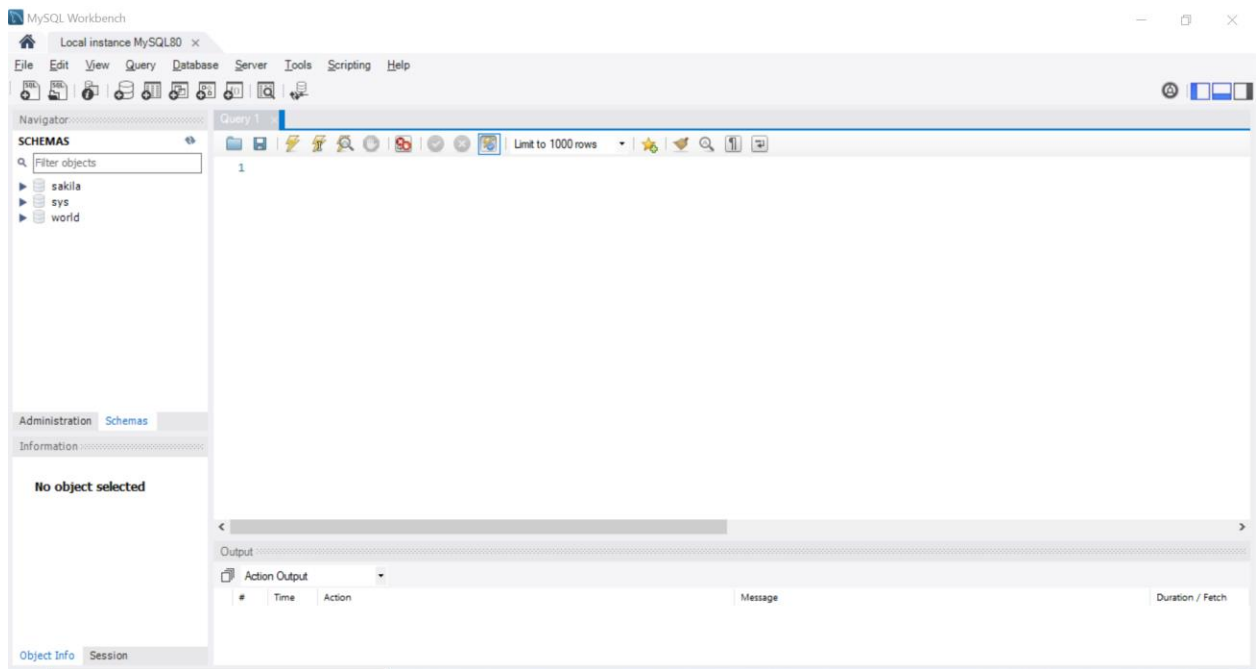 MySQL Workbench
Local instance MySQL80
File Edit View Query Database Server Tools Scripting Help
Navigator
Query 1
SCHEMAS
Filter objects
Limit to 1000 rows
1
sakila
sys
world
Administration Schemas
Information
No object selected
Output
Action Output
# Time Action Message Duration / Fetch
Object Info Session